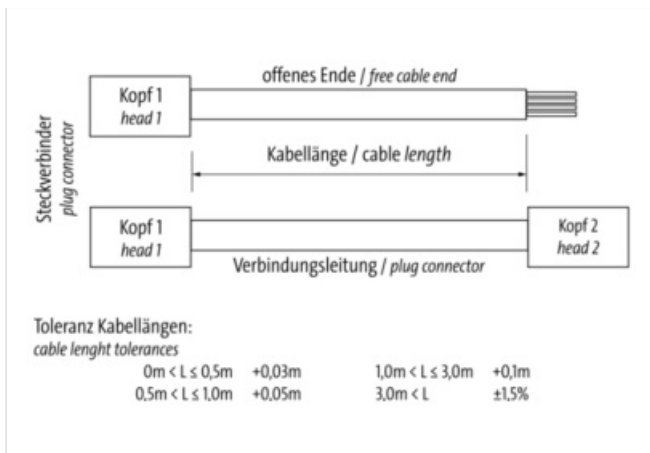 offenes Ende / free cable end
Kopf 1
head 1
Steckverbinder
plug connector
Kabellänge / cable length
Kopf 1
head 1
Kopf 2
head 2
Verbindungsleitung / plug connector
Toleranz Kabellängen:
cable lenght tolerances
0m < L ≤ 0,5m +0,03m 1,0m < L ≤ 3,0m +0,1m
0,5m < L ≤ 1,0m +0,05m 3,0m < L ±1,5%